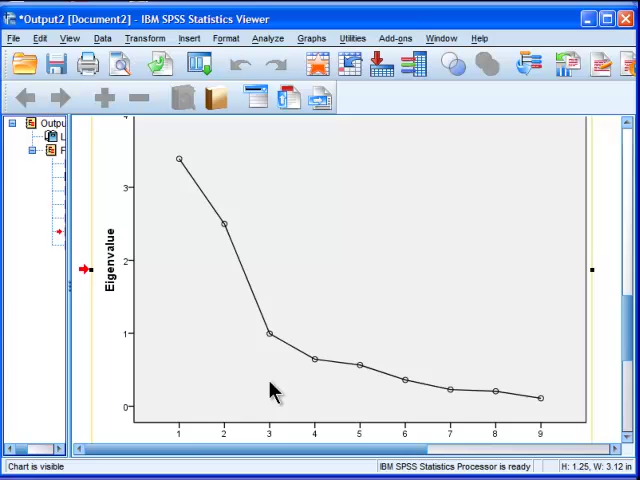 *Output2 [Document2] - IBM SPSS Statistics Viewer
File Edit View Data Transform Insert Format Analyze Graphs Utilities Add-ons Window Help
Outpu
L
F
4
3
2
1
0
Eigenvalue
1 2 3 4 5 6 7 8 9
Chart is visible
IBM SPSS Statistics Processor is ready
H: 1.25, W: 3.12 in